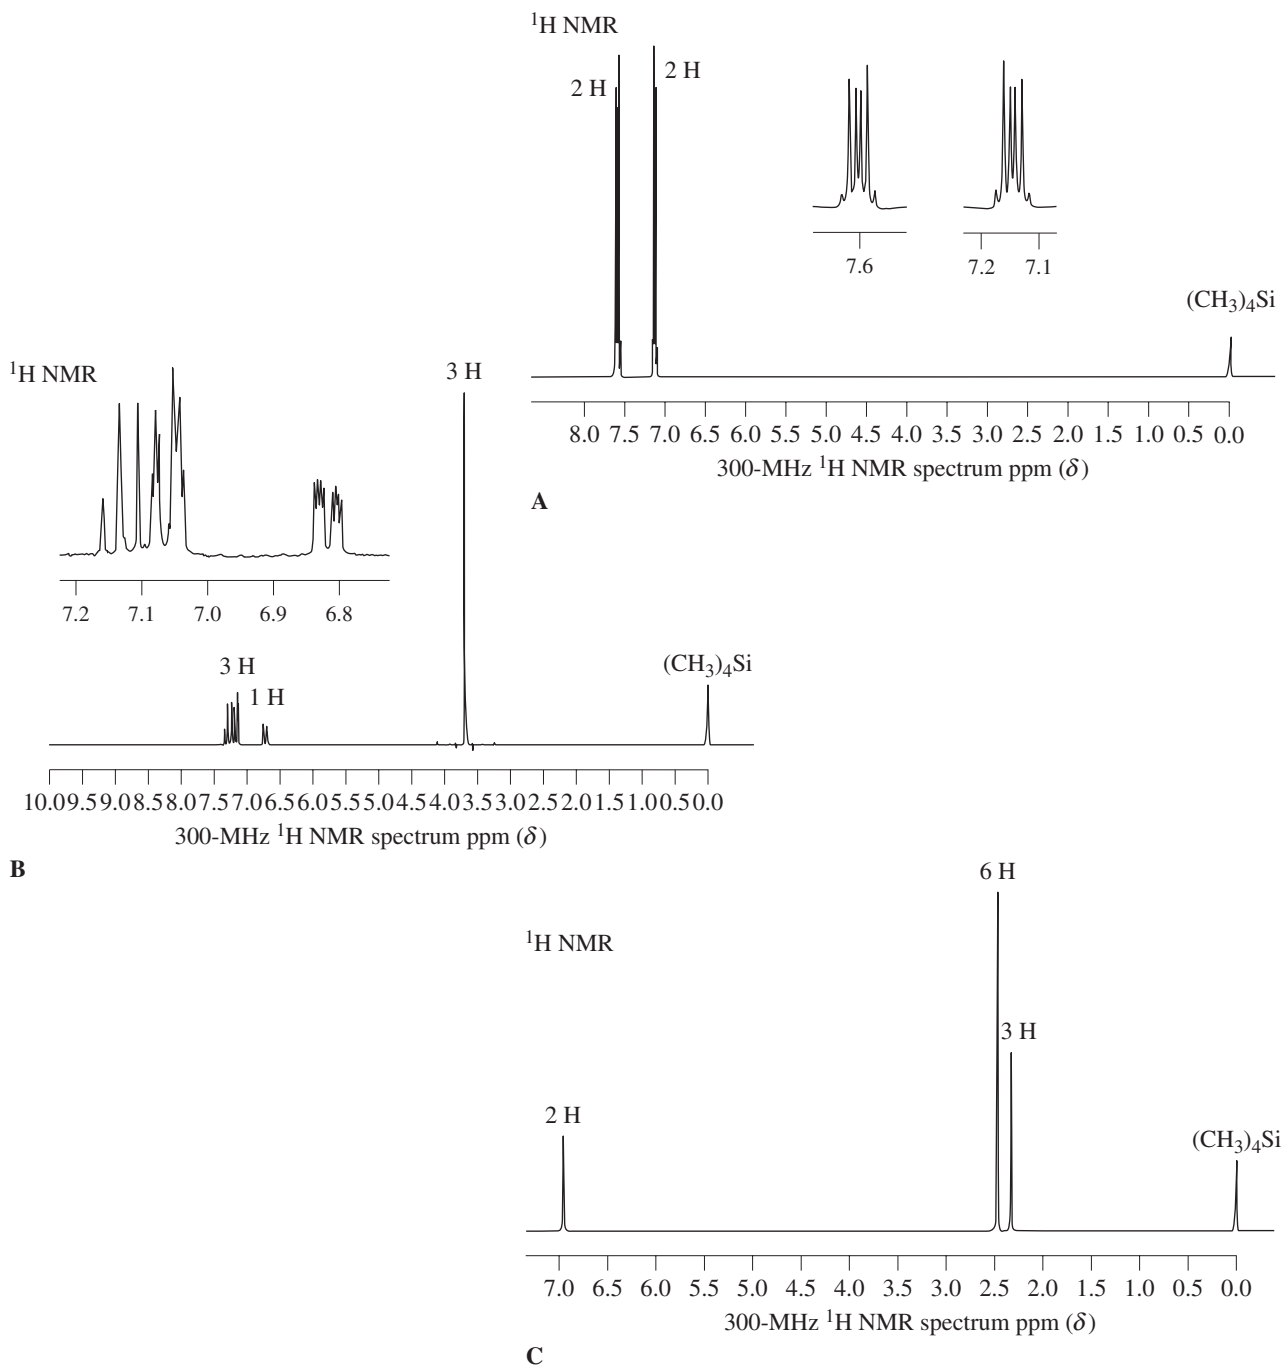 ¹H NMR
2 H
2 H
7.6
7.2 7.1
(CH₃)₄Si
8.0 7.5 7.0 6.5 6.0 5.5 5.0 4.5 4.0 3.5 3.0 2.5 2.0 1.5 1.0 0.5 0.0
300-MHz ¹H NMR spectrum ppm (δ)
A
¹H NMR
3 H
7.2 7.1 7.0 6.9 6.8
3 H
1 H
(CH₃)₄Si
10.0 9.5 9.0 8.5 8.0 7.5 7.0 6.5 6.0 5.5 5.0 4.5 4.0 3.5 3.0 2.5 2.0 1.5 1.0 0.5 0.0
300-MHz ¹H NMR spectrum ppm (δ)
B
¹H NMR
6 H
3 H
2 H
(CH₃)₄Si
7.0 6.5 6.0 5.5 5.0 4.5 4.0 3.5 3.0 2.5 2.0 1.5 1.0 0.5 0.0
300-MHz ¹H NMR spectrum ppm (δ)
C